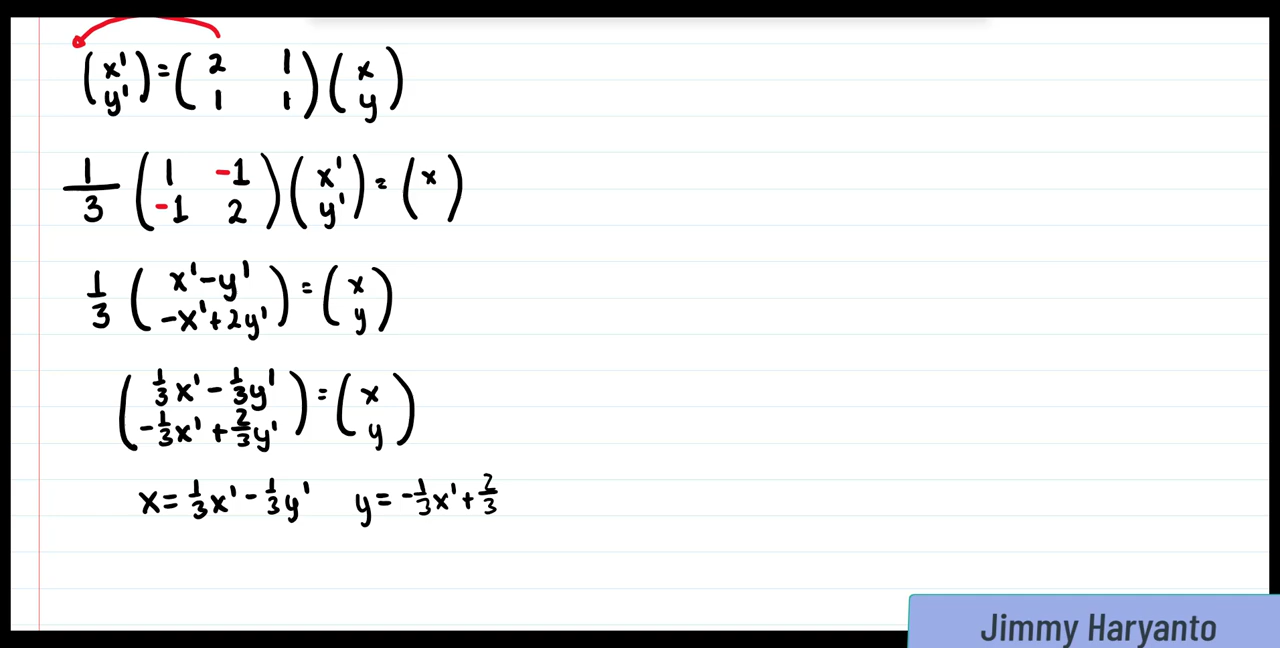 (x' y') = (2 1 1 1)(x y)
1/3 (1 -1 -1 2)(x' y') = (x)
1/3 (x'-y' -x'+2y') = (x y)
(1/3x' - 1/3y' -1/3x' + 2/3y') = (x y)
x = 1/3x' - 1/3y' y = -1/3x' + 2/3
Jimmy Haryanto